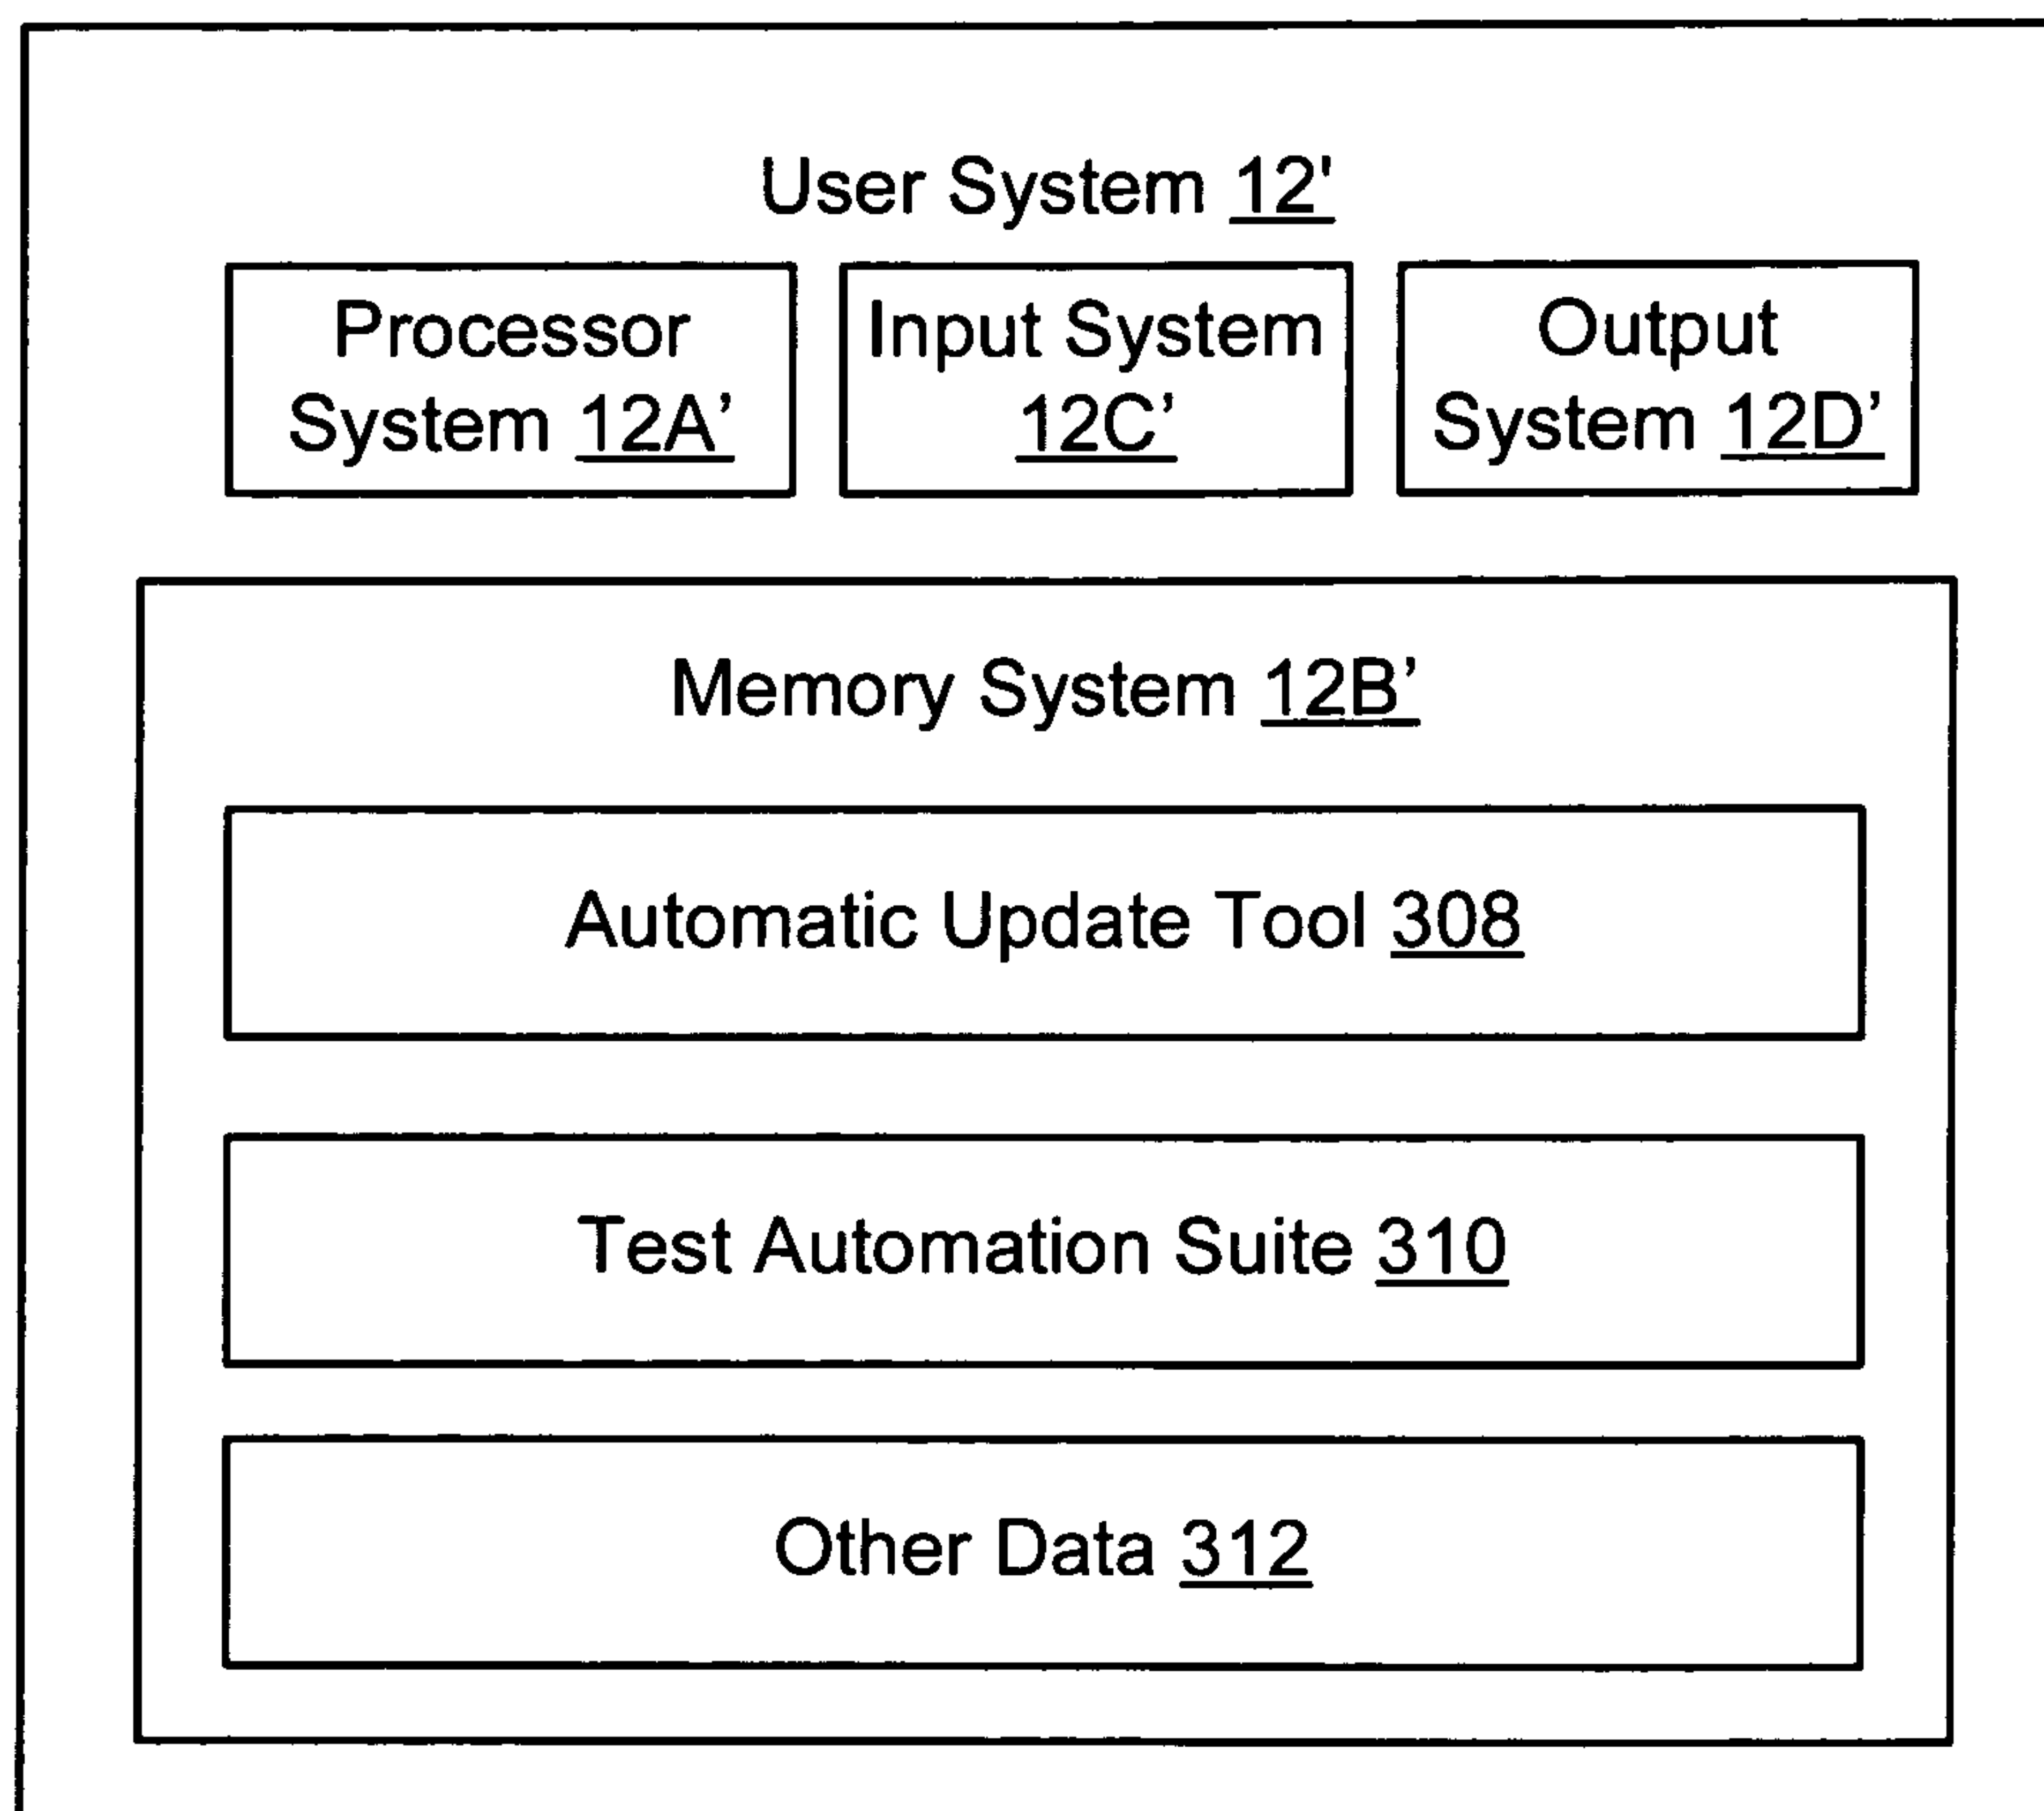 User System 12'
Processor
System 12A’
Input System
12C’
Output
System 12D’
Memory System 12B’
Automatic Update Tool 308
Test Automation Suite 310
Other Data 312